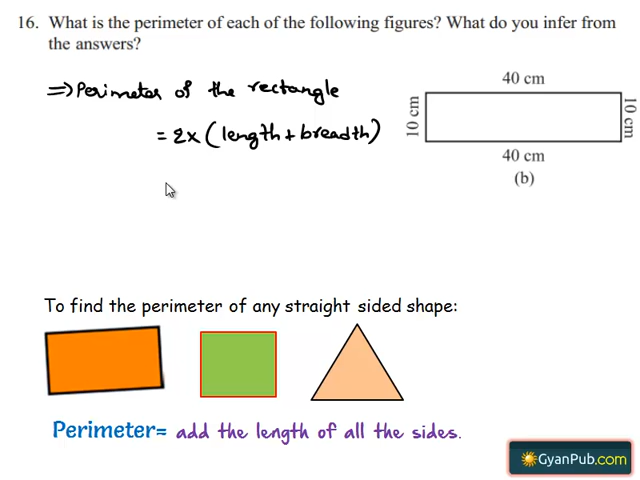 16. What is the perimeter of each of the following figures? What do you infer from
the answers?
⇒ Perimeter of the rectangle
= 2x (length + breadth)
40 cm
10 cm
10 cm
40 cm
(b)
To find the perimeter of any straight sided shape:
Perimeter= add the length of all the sides.
GyanPub.com